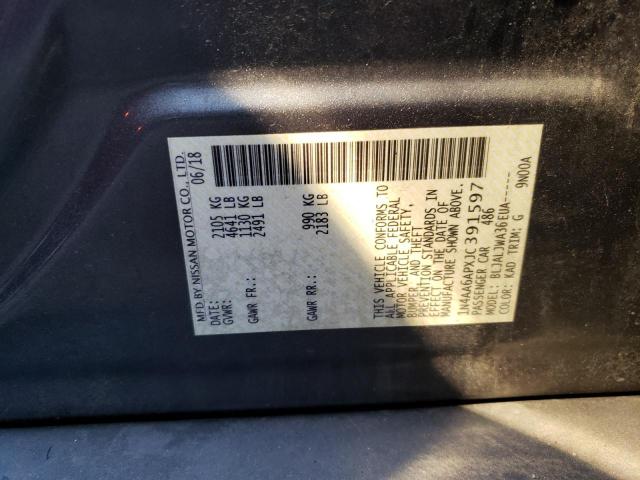 MFD BY NISSAN MOTOR CO., LTD.
DATE: 06/18
GVWR: 2105 KG
4641 LB
GAWR FR.: 1130 KG
2491 LB
GAWR RR.: 990 KG
2183 LB
THIS VEHICLE CONFORMS TO
ALL APPLICABLE FEDERAL
MOTOR VEHICLE SAFETY,
BUMPER, AND THEFT
PREVENTION STANDARDS IN
EFFECT ON THE DATE OF
MANUFACTURE SHOWN ABOVE.
1N4AA6APXJC391597
PASSENGER CAR 486
MODEL: BLJALJWA36EUA-----
COLOR: KAD TRIM: G 9N00A